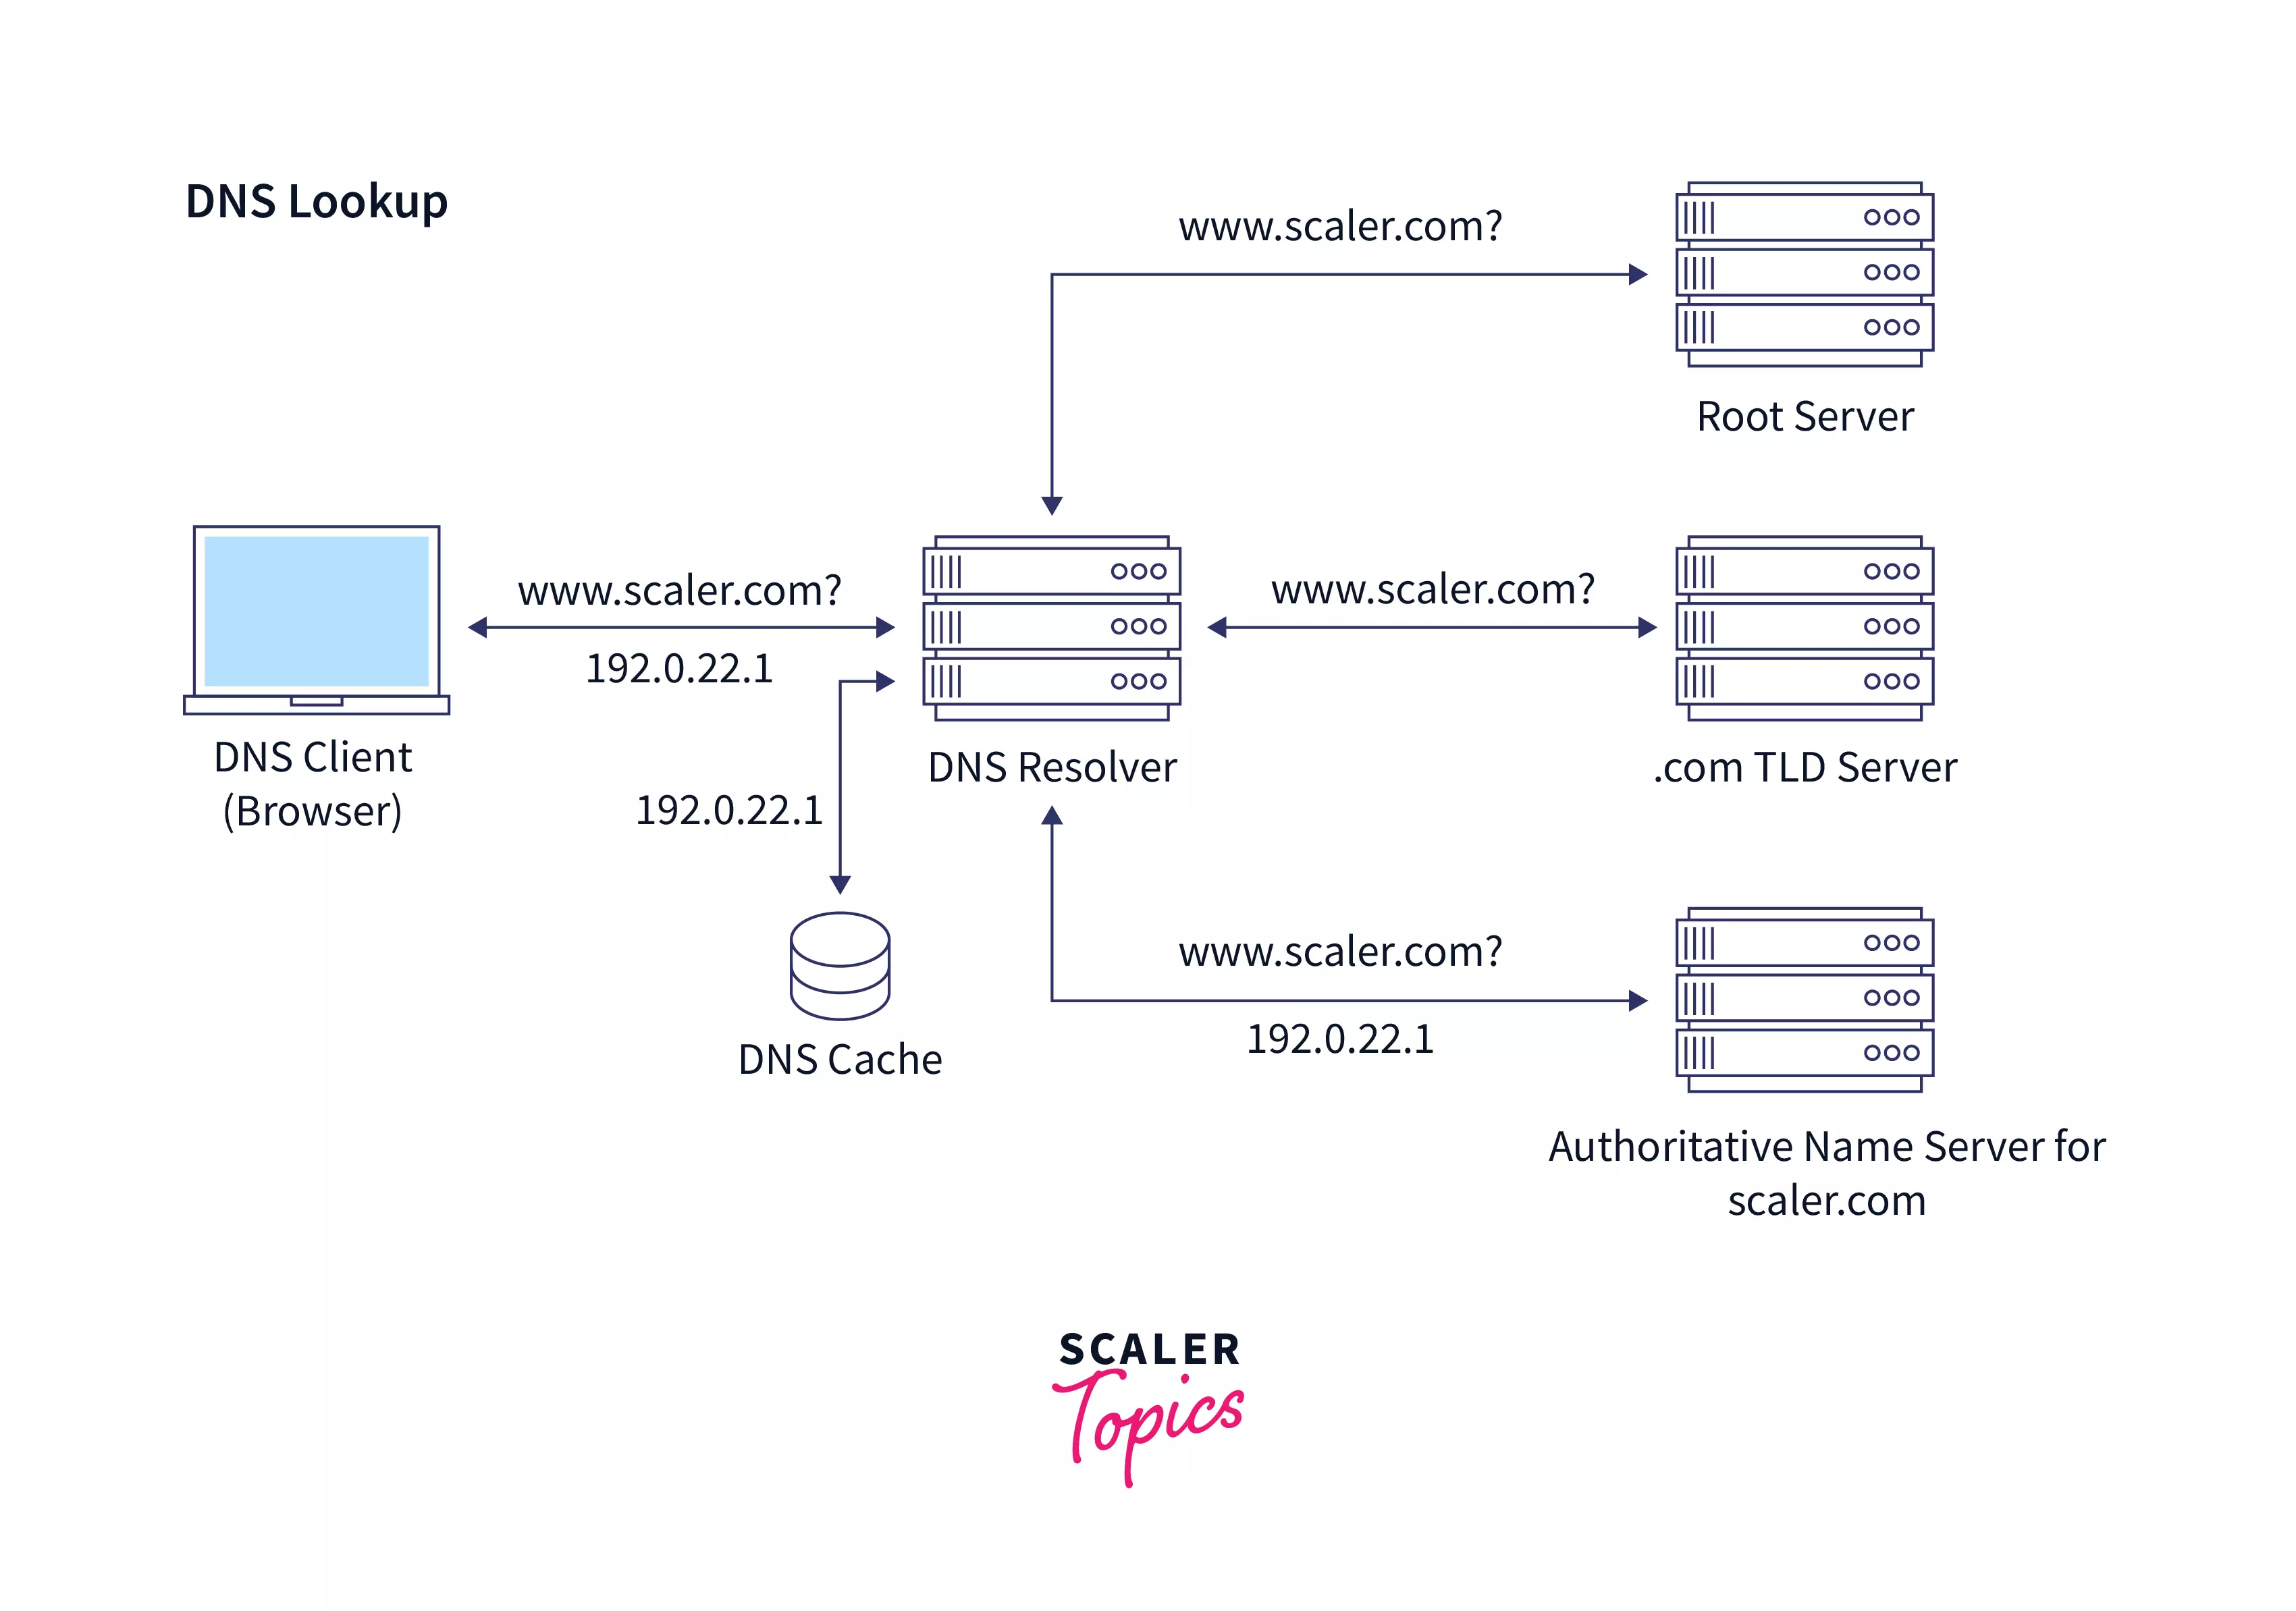 DNS Lookup
www.scaler.com?
Root Server
www.scaler.com?
192.0.22.1
www.scaler.com?
DNS Client
(Browser)
DNS Resolver
.com TLD Server
192.0.22.1
www.scaler.com?
192.0.22.1
DNS Cache
Authoritative Name Server for
scaler.com
SCALER
Topics